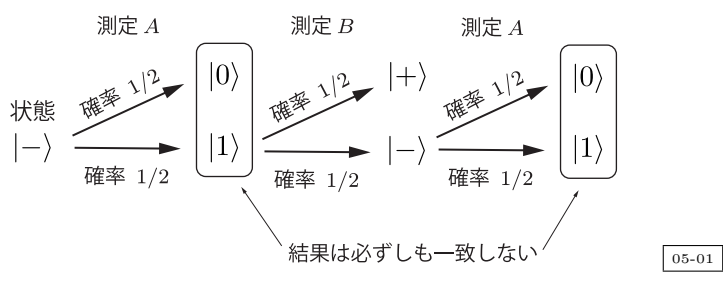 測定 A
測定 B
測定 A
状態
|−⟩
確率 1/2
確率 1/2
|0⟩
|1⟩
確率 1/2
確率 1/2
|+⟩
|−⟩
確率 1/2
確率 1/2
|0⟩
|1⟩
結果は必ずしも一致しない
05-01